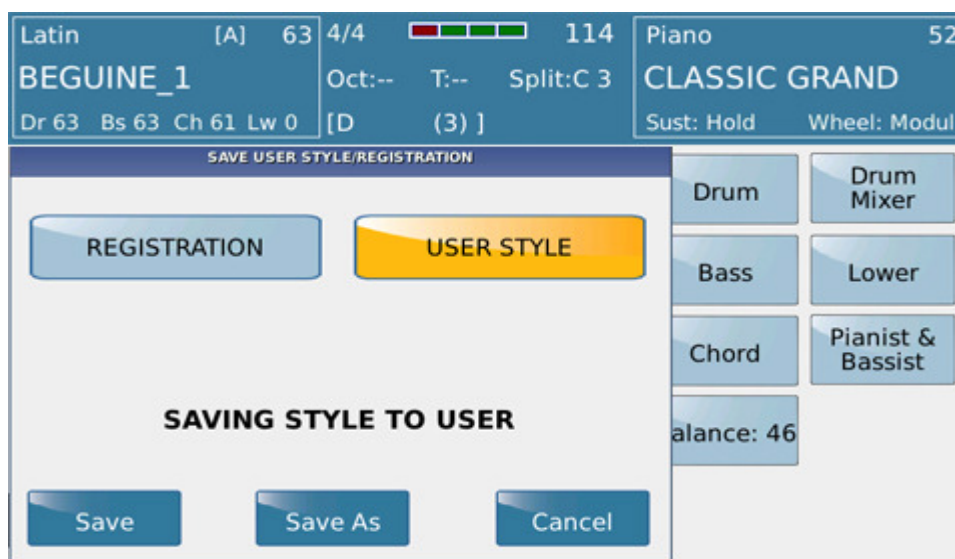 Latin [A] 63
BEGUINE_1
Dr 63 Bs 63 Ch 61 Lw 0
4/4 114
Oct:-- T:-- Split:C 3
[D (3) ]
Piano 52
CLASSIC GRAND
Sust: Hold Wheel: Modul
SAVE USER STYLE/REGISTRATION
REGISTRATION USER STYLE
SAVING STYLE TO USER
Save Save As Cancel
Drum
Drum
Mixer
Bass
Lower
Chord
Pianist &
Bassist
alance: 46